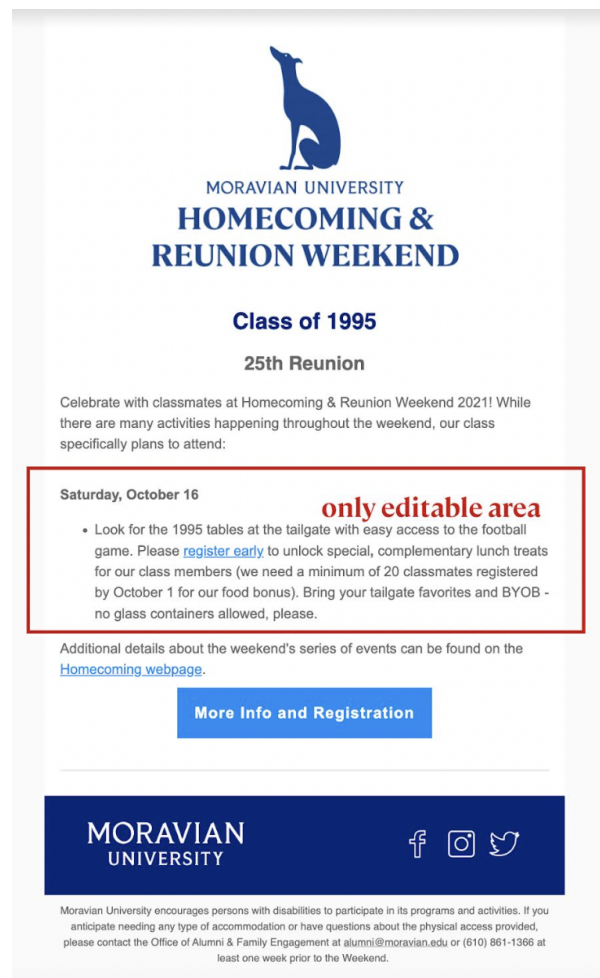 MORAVIAN UNIVERSITY
HOMECOMING &
REUNION WEEKEND
Class of 1995
25th Reunion
Celebrate with classmates at Homecoming & Reunion Weekend 2021! While
there are many activities happening throughout the weekend, our class
specifically plans to attend:
Saturday, October 16
only editable area
• Look for the 1995 tables at the tailgate with easy access to the football
game. Please register early to unlock special, complementary lunch treats
for our class members (we need a minimum of 20 classmates registered
by October 1 for our food bonus). Bring your tailgate favorites and BYOB -
no glass containers allowed, please.
Additional details about the weekend's series of events can be found on the
Homecoming webpage.
More Info and Registration
MORAVIAN
UNIVERSITY
Moravian University encourages persons with disabilities to participate in its programs and activities. If you
anticipate needing any type of accommodation or have questions about the physical access provided,
please contact the Office of Alumni & Family Engagement at alumni@moravian.edu or (610) 861-1366 at
least one week prior to the Weekend.